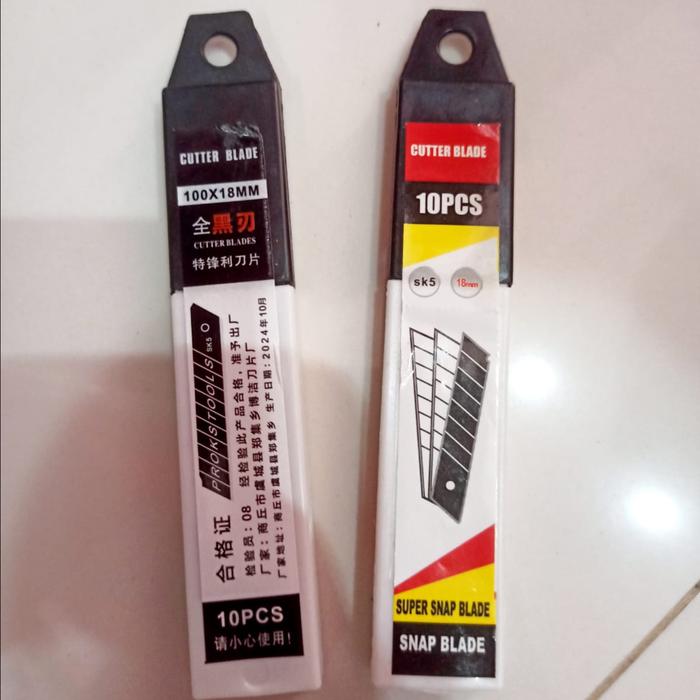 CUTTER BLADE
100X18MM
全黑刃
CUTTER BLADES
特锋利刀片
PROKSTOOLS SK5
合格证
检验员：08 经检验此产品合格，准予出厂
厂家：商丘市虞城县郑集乡博洁刀片厂
厂家地址：商丘市虞城县郑集乡 生产日期：2024年10月
10PCS
请小心使用！
CUTTER BLADE
10PCS
sk5
18mm
SUPER SNAP BLADE
SNAP BLADE